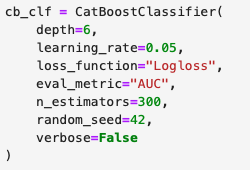 cb_clf = CatBoostClassifier(
    depth=6,
    learning_rate=0.05,
    loss_function="Logloss",
    eval_metric="AUC",
    n_estimators=300,
    random_seed=42,
    verbose=False
)